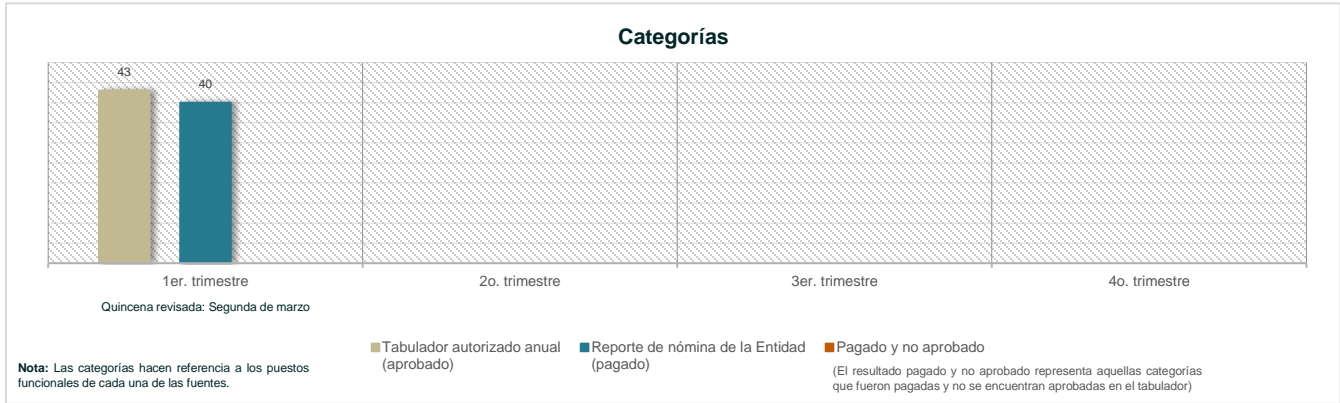 Categorías
43
40
1er. trimestre
2o. trimestre
3er. trimestre
4o. trimestre
Quincena revisada: Segunda de marzo
Tabulador autorizado anual
(aprobado)
Reporte de nómina de la Entidad
(pagado)
Pagado y no aprobado
(El resultado pagado y no aprobado representa aquellas categorías
que fueron pagadas y no se encuentran aprobadas en el tabulador)
Nota: Las categorías hacen referencia a los puestos
funcionales de cada una de las fuentes.